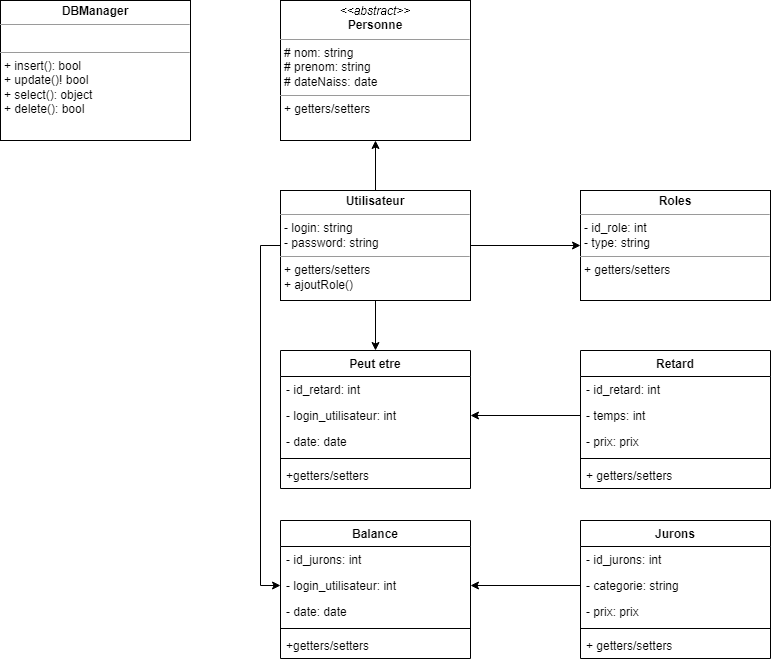 DBManager
+ insert(): bool
+ update()! bool
+ select(): object
+ delete(): bool
<<abstract>>
Personne
# nom: string
# prenom: string
# dateNaiss: date
+ getters/setters
Utilisateur
- login: string
- password: string
+ getters/setters
+ ajoutRole()
Roles
- id_role: int
- type: string
+ getters/setters
Peut etre
- id_retard: int
- login_utilisateur: int
- date: date
+getters/setters
Retard
- id_retard: int
- temps: int
- prix: prix
+ getters/setters
Balance
- id_jurons: int
- login_utilisateur: int
- date: date
+getters/setters
Jurons
- id_jurons: int
- categorie: string
- prix: prix
+ getters/setters